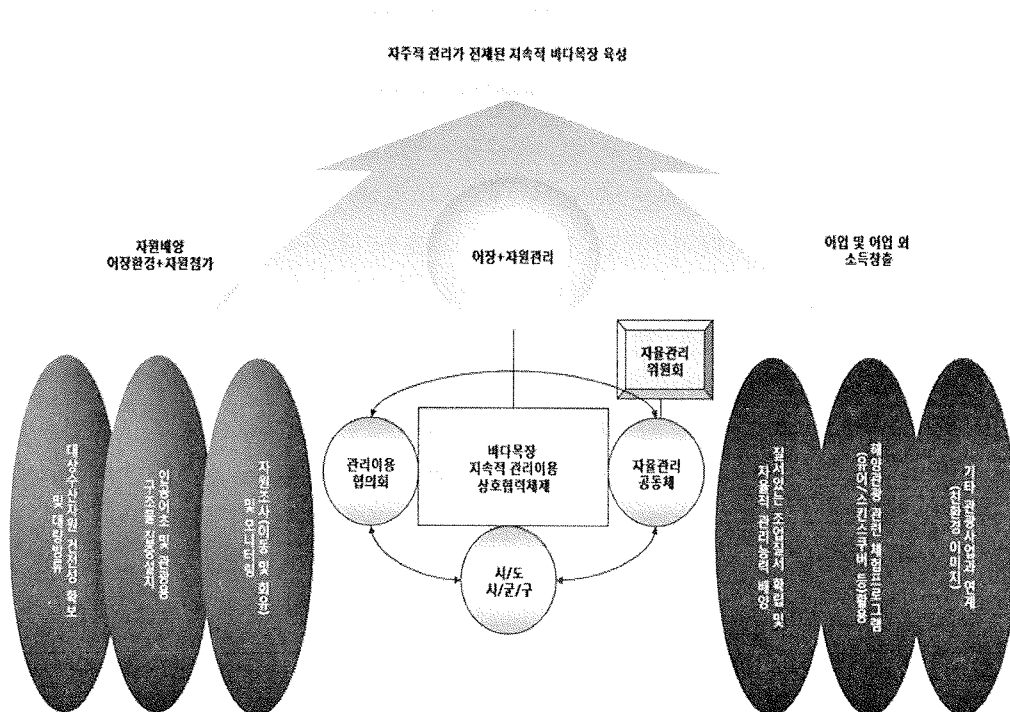 자주적 관리가 전제된 지속적 바다목장 육성
자원배양
어장환경+자원첨가
어장+자원관리
어업 및 어업 외
소득창출
자율관리
위원회
관리이용
협의회
바다목장
지속적 관리이용
상호협력체제
자율관리
공동체
시/도
시/군/구
대상수산자원 건전성 확보
및 대량방류
인공어초 및 관광용
구조물 집중설치
자원조사(이동 및 회유)
및 모니터링
질서있는 조업질서 확립 및
자율적 관리능력 배양
해양관광 관련 체험프로그램
(유어/스킨스쿠버 등)활용
기타 관광사업과 연계
(친환경 이미지)